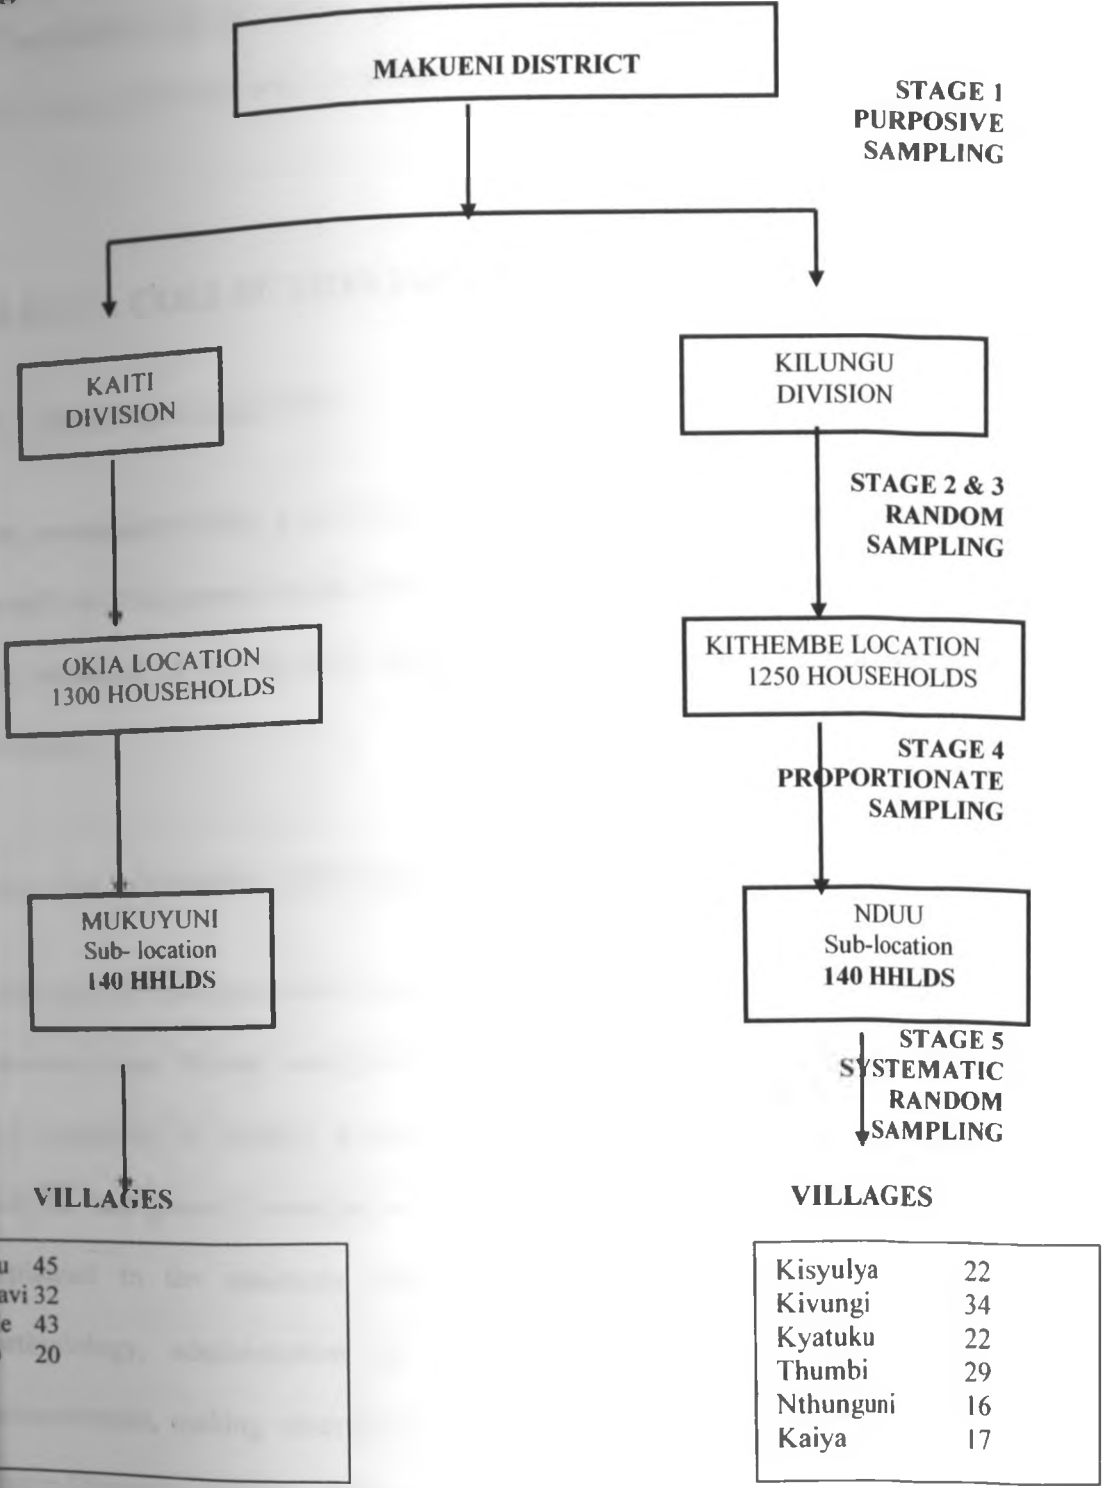 MAKUENI DISTRICT
STAGE 1
PURPOSIVE
SAMPLING
KAITI
DIVISION
KILUNGU
DIVISION
STAGE 2 & 3
RANDOM
SAMPLING
OKIA LOCATION
1300 HOUSEHOLDS
KITHEMBE LOCATION
1250 HOUSEHOLDS
STAGE 4
PROPORTIONATE
SAMPLING
MUKUYUNI
Sub- location
140 HHLDS
NDUU
Sub-location
140 HHLDS
STAGE 5
SYSTEMATIC
RANDOM
SAMPLING
VILLAGES
45
32
43
20
VILLAGES
Kisyulya 22
Kivungi 34
Kyatuku 22
Thumbi 29
Nthunguni 16
Kaiya 17